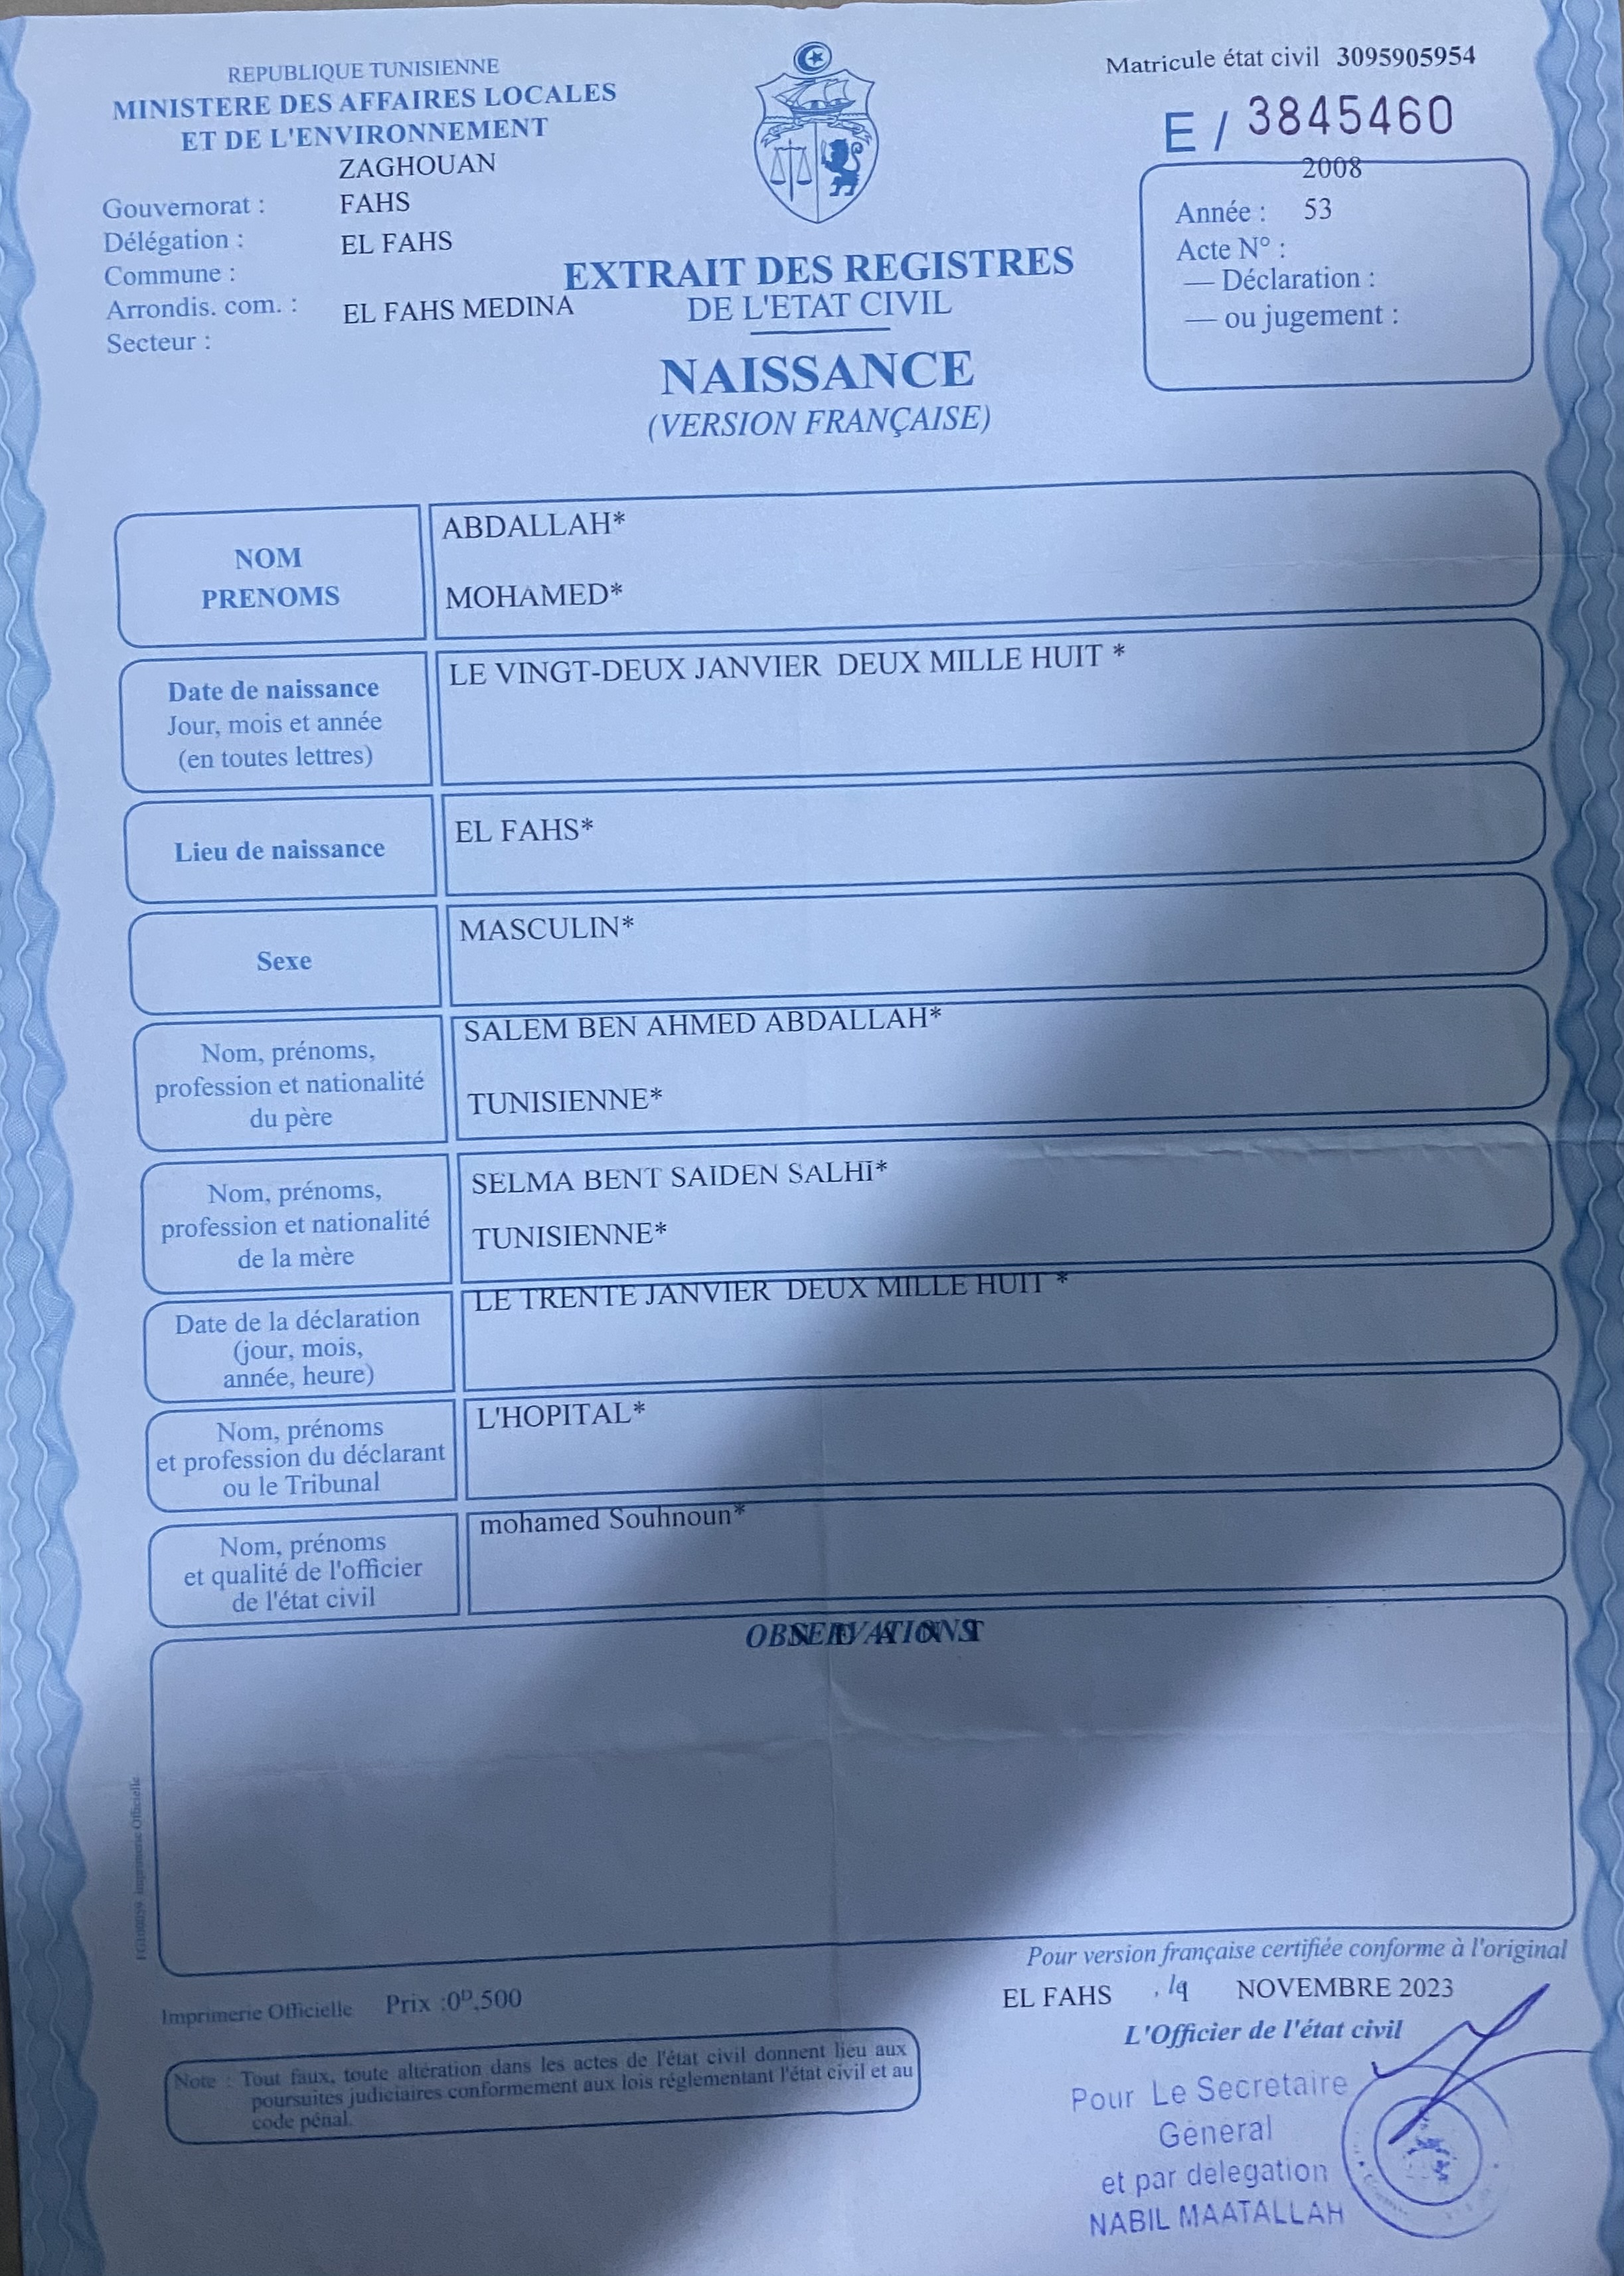 REPUBLIQUE TUNISIENNE
MINISTERE DES AFFAIRES LOCALES
ET DE L'ENVIRONNEMENT
ZAGHOUAN
Gouvernorat :
FAHS
Délégation :
EL FAHS
Commune :
Arrondis. com. :
EL FAHS MEDINA
Secteur :
Matricule état civil 3095905954
E / 3845460
2008
Année : 53
Acte N° :
— Déclaration :
— ou jugement :
EXTRAIT DES REGISTRES
DE L'ETAT CIVIL
NAISSANCE
(VERSION FRANÇAISE)
NOM
PRENOMS
ABDALLAH*
MOHAMED*
Date de naissance
Jour, mois et année
(en toutes lettres)
LE VINGT-DEUX JANVIER DEUX MILLE HUIT *
Lieu de naissance
EL FAHS*
Sexe
MASCULIN*
Nom, prénoms,
profession et nationalité
du père
SALEM BEN AHMED ABDALLAH*
TUNISIENNE*
Nom, prénoms,
profession et nationalité
de la mère
SELMA BENT SAIDEN SALHI*
TUNISIENNE*
Date de la déclaration
(jour, mois,
année, heure)
LE TRENTE JANVIER DEUX MILLE HUIT *
Nom, prénoms
et profession du déclarant
ou le Tribunal
L'HOPITAL*
Nom, prénoms
et qualité de l'officier
de l'état civil
mohamed Souhnoun*
OBSERVATIONS
Pour version française certifiée conforme à l'original
EL FAHS , NOVEMBRE 2023
L'Officier de l'état civil
Pour Le Secretaire
Général
et par délégation
NABIL MAATALLAH
Imprimerie Officielle Prix :0ᴰ,500
Note : Tout faux, toute altération dans les actes de l'état civil donnent lieu aux
poursuites judiciaires conformement aux lois réglementant l'état civil et au
code pénal.